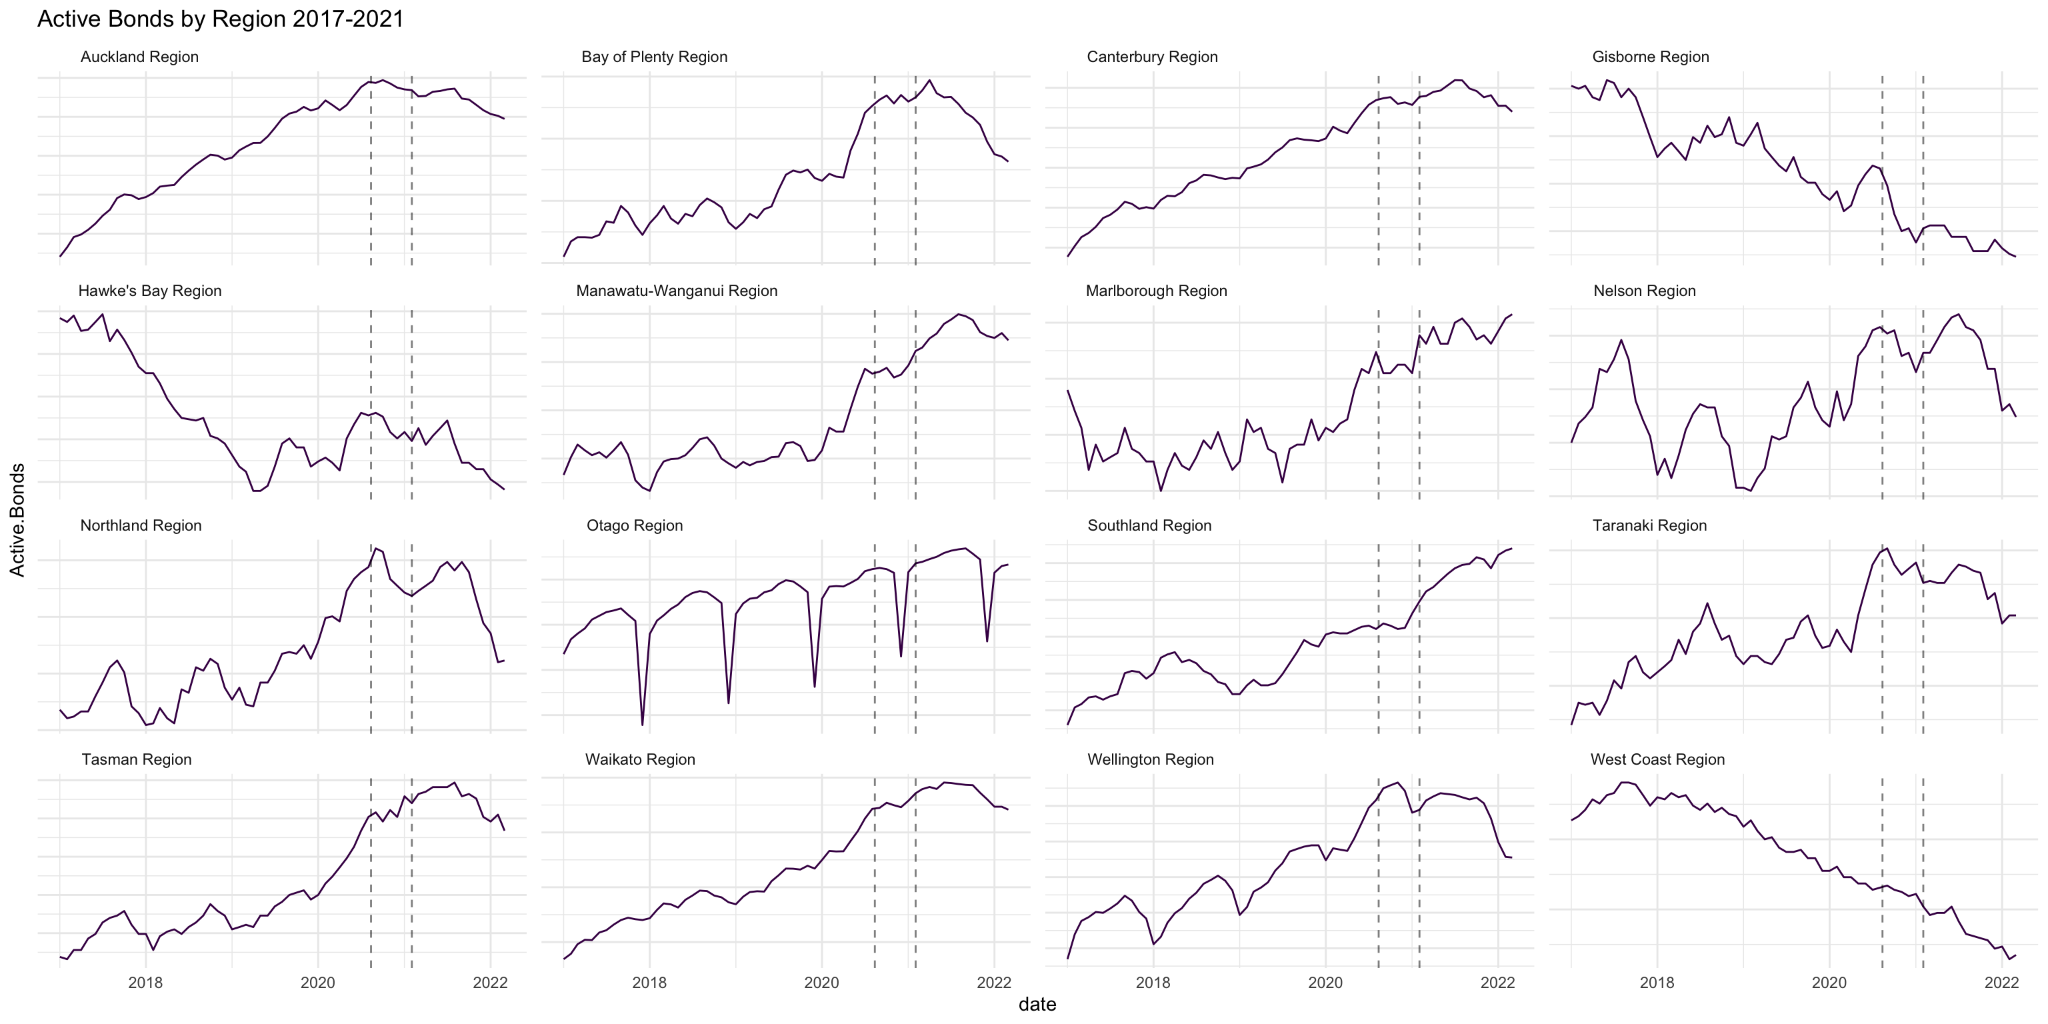 Active Bonds by Region 2017-2021
Auckland Region
Bay of Plenty Region
Canterbury Region
Gisborne Region
Hawke's Bay Region
Manawatu-Wanganui Region
Marlborough Region
Nelson Region
Active.Bonds
Northland Region
Otago Region
Southland Region
Taranaki Region
Tasman Region
Waikato Region
Wellington Region
West Coast Region
2018 2020 2022 2018 2020 2022 2018 2020 2022 2018 2020 2022
date